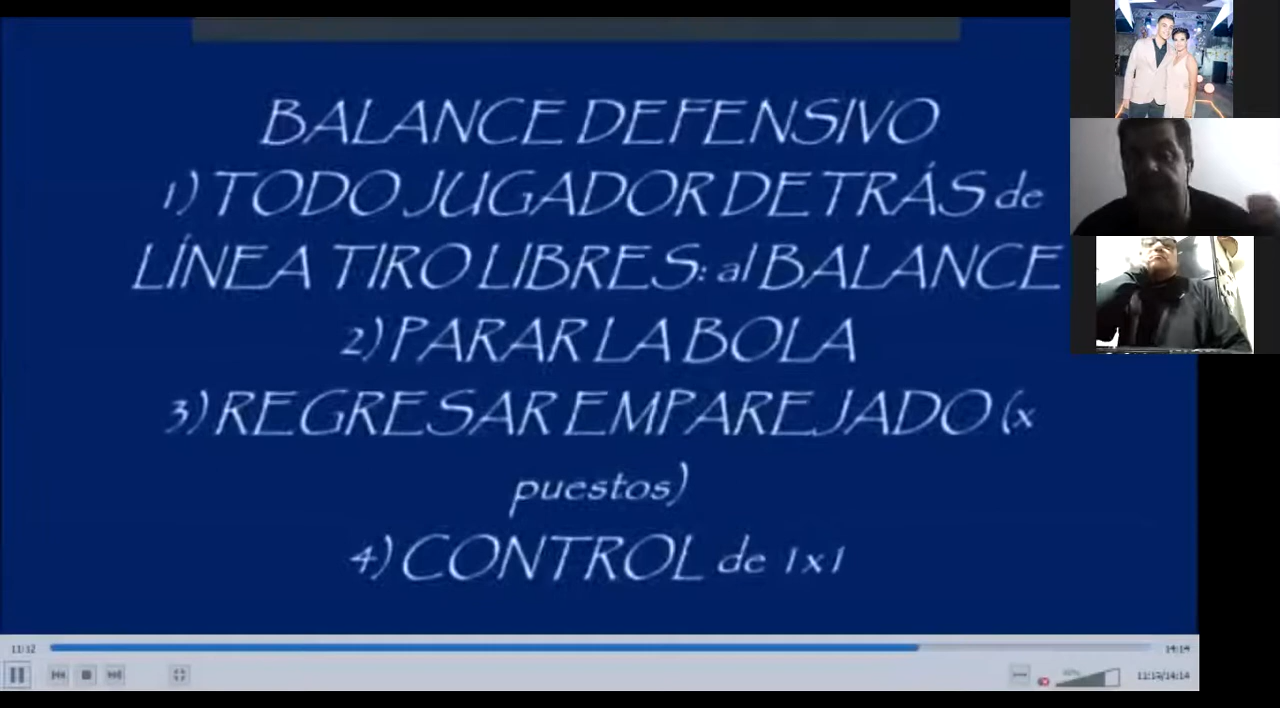 BALANCE DEFENSIVO
1) TODO JUGADOR DETRÁS de
LÍNEA TIRO LIBRES: al BALANCE
2) PARAR LA BOLA
3) REGRESAR EMPAREJADO (x
puestos)
4) CONTROL de 1x1
11:12
14:14